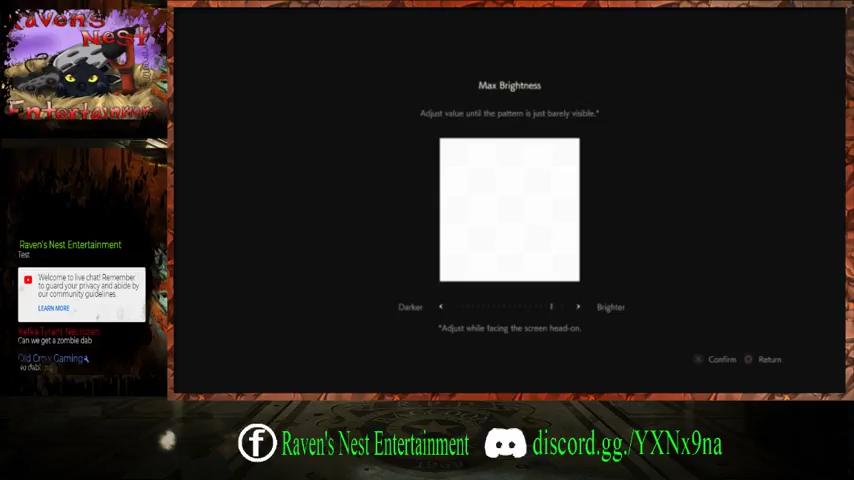 Raven's
Nest
Entertainment
Max Brightness
Adjust value until the pattern is just barely visible.*
Darker
Brighter
*Adjust while facing the screen head-on.
Confirm
Return
Raven's Nest Entertainment
Test
Welcome to live chat! Remember
to guard your privacy and abide by
our community guidelines.
LEARN MORE
Can we get a zombie dab
Old Crow Gaming
Raven's Nest Entertainment
discord.gg./YXNx9na